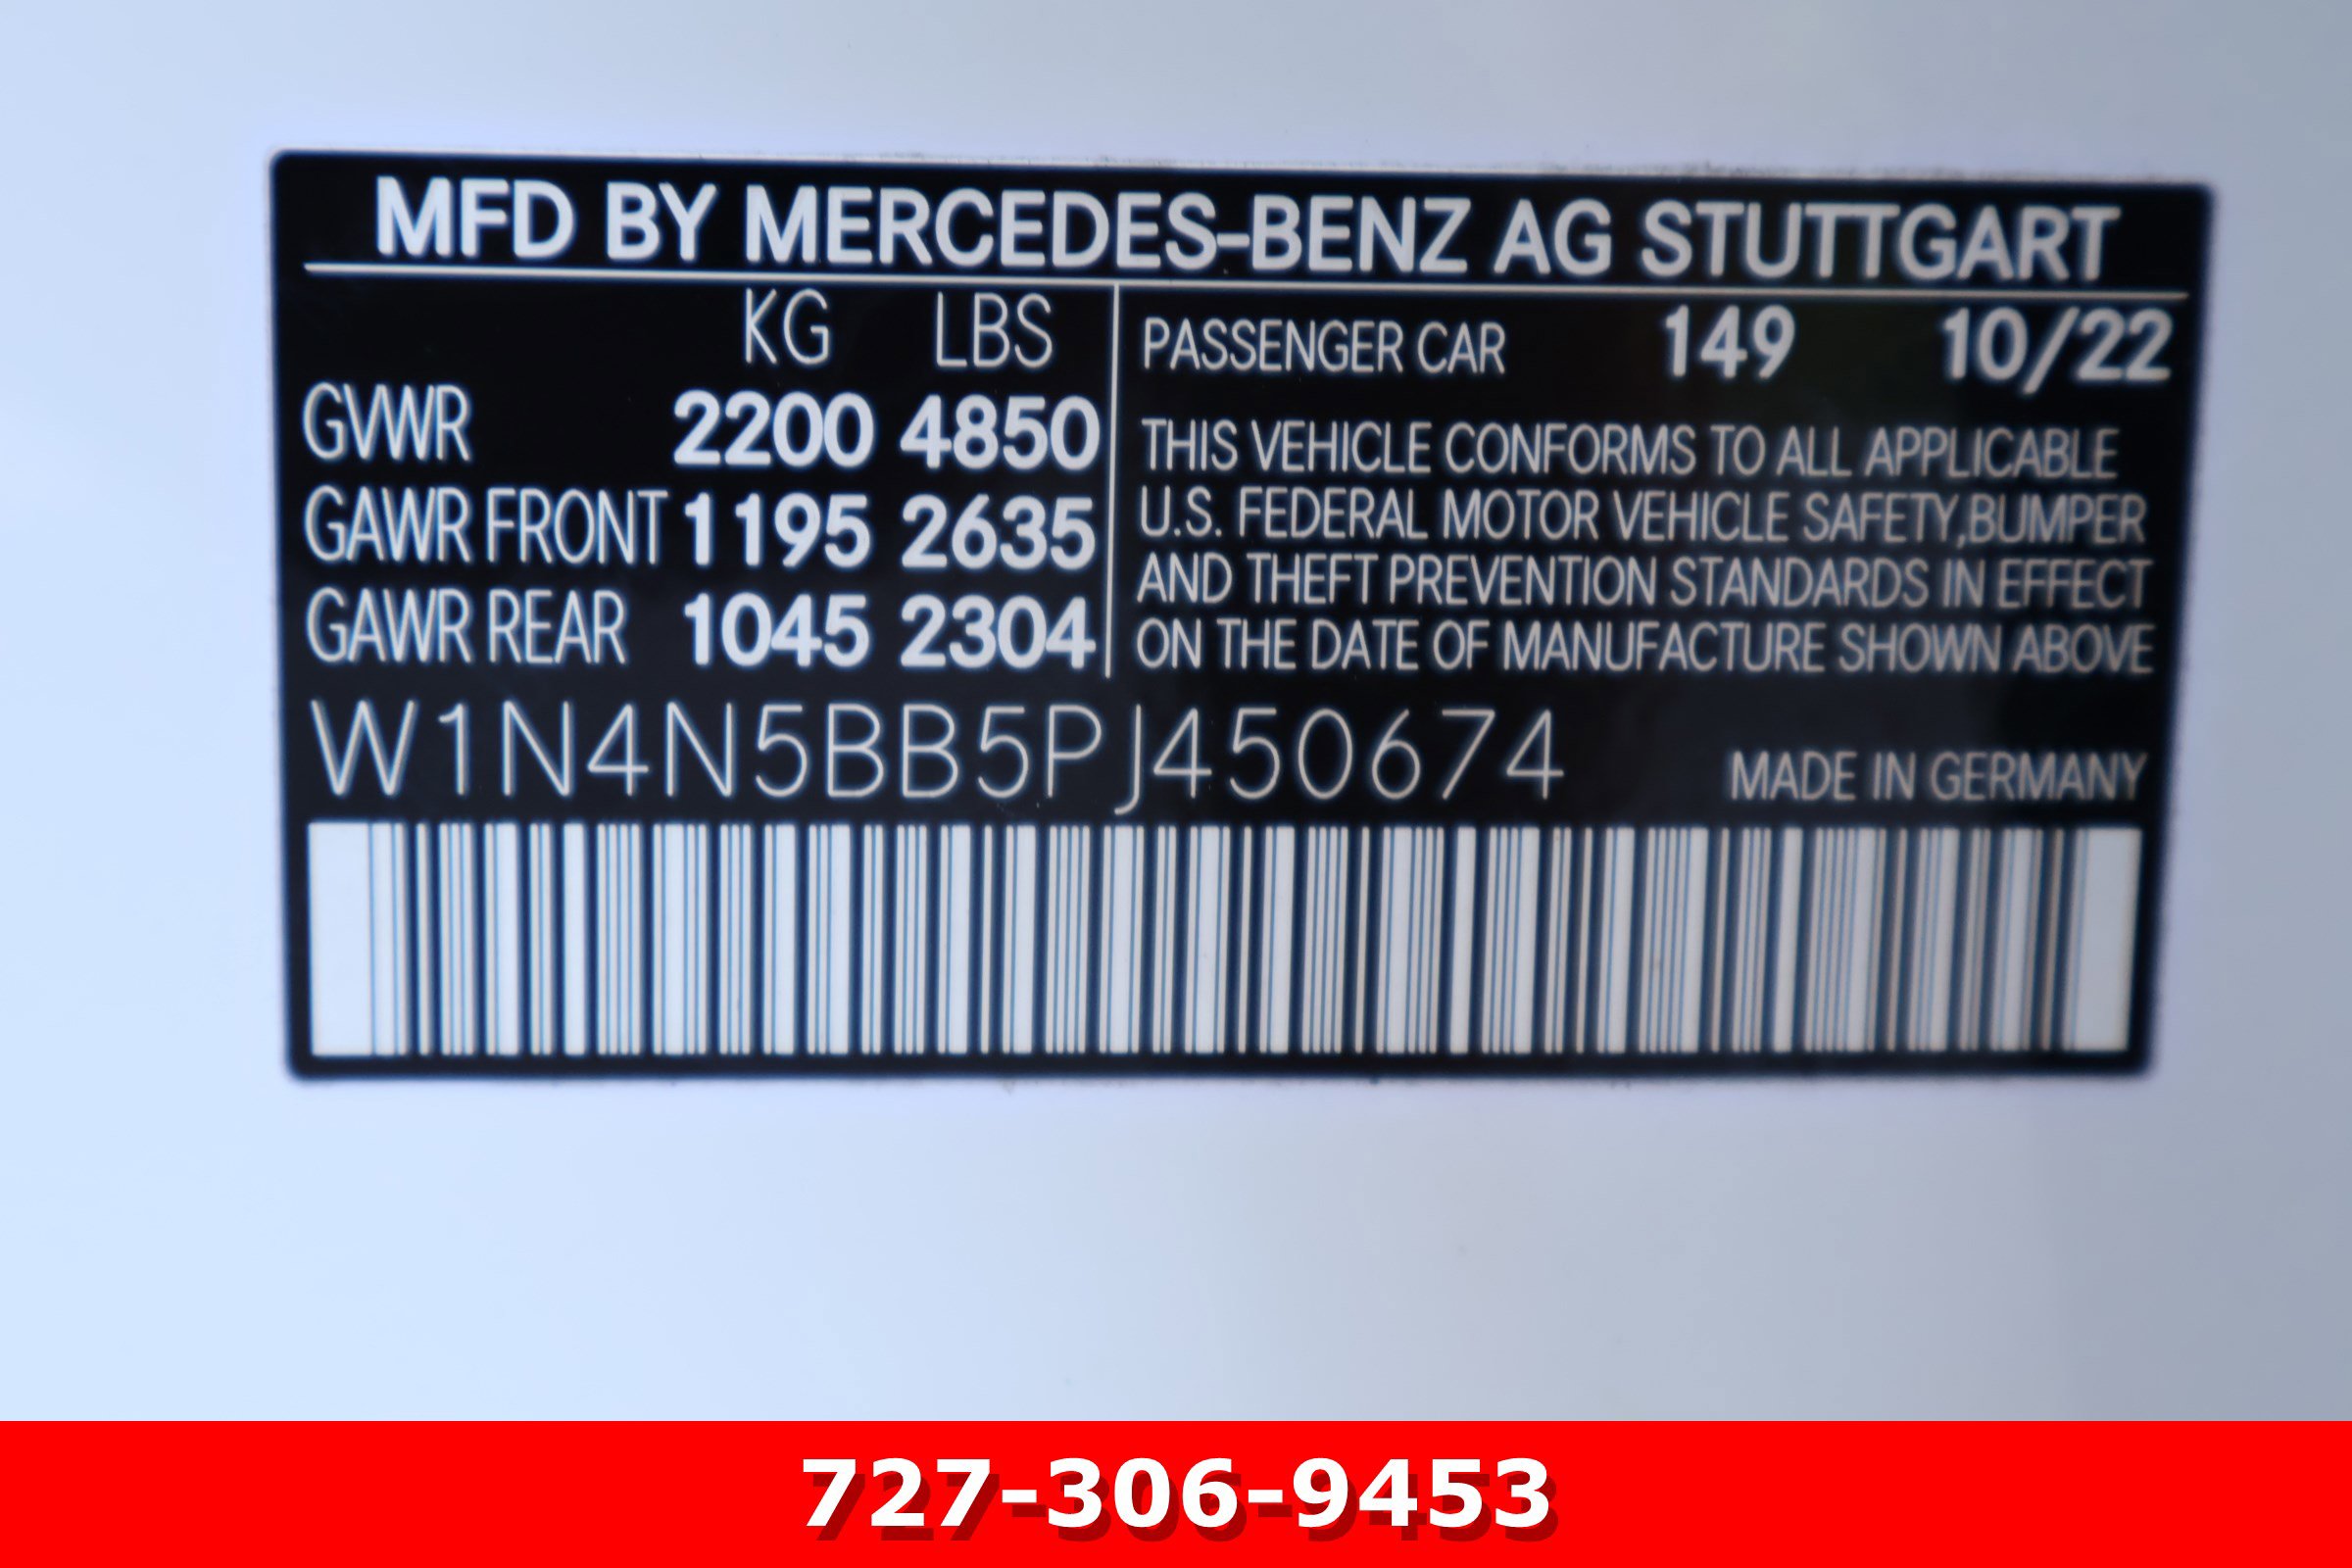 MFD BY MERCEDES-BENZ AG STUTTGART
KG LBS
GVWR 2200 4850
GAWR FRONT 1195 2635
GAWR REAR 1045 2304
PASSENGER CAR 149 10/22
THIS VEHICLE CONFORMS TO ALL APPLICABLE
U.S. FEDERAL MOTOR VEHICLE SAFETY,BUMPER
AND THEFT PREVENTION STANDARDS IN EFFECT
ON THE DATE OF MANUFACTURE SHOWN ABOVE
W1N4N5BB5PJ450674
MADE IN GERMANY
727-306-9453